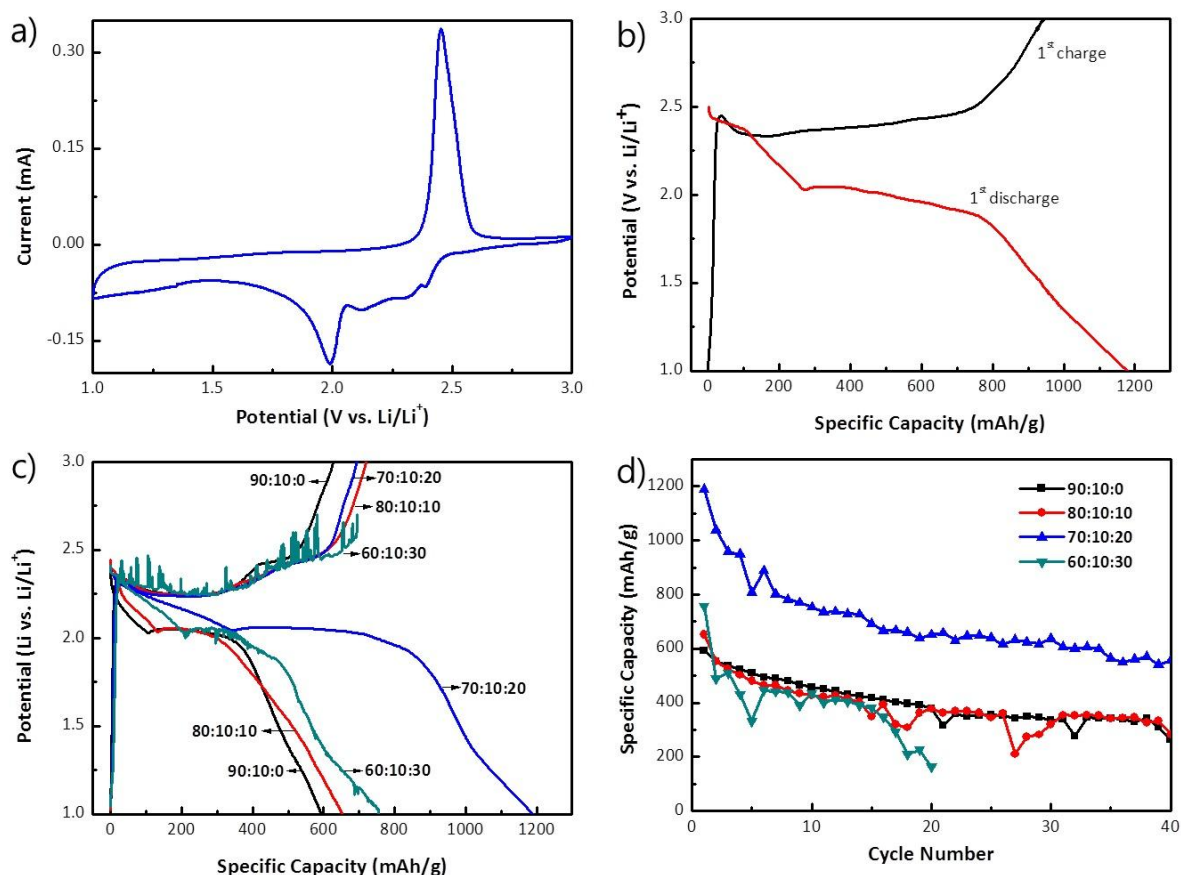 a)
0.30
0.15
0.00
-0.15
Current (mA)
1.0 1.5 2.0 2.5 3.0
Potential (V vs. Li/Li⁺)
b)
3.0
2.5
2.0
1.5
1.0
Potential (V vs. Li/Li⁺)
1ˢᵗ charge
1ˢᵗ discharge
0 200 400 600 800 1000 1200
Specific Capacity (mAh/g)
c)
3.0
2.5
2.0
1.5
1.0
Potential (Li vs. Li/Li⁺)
90:10:0
70:10:20
80:10:10
60:10:30
70:10:20
80:10:10
60:10:30
90:10:0
0 200 400 600 800 1000 1200
Specific Capacity (mAh/g)
d)
1200
1000
800
600
400
200
0
Specific Capacity (mAh/g)
90:10:0
80:10:10
70:10:20
60:10:30
0 10 20 30 40
Cycle Number